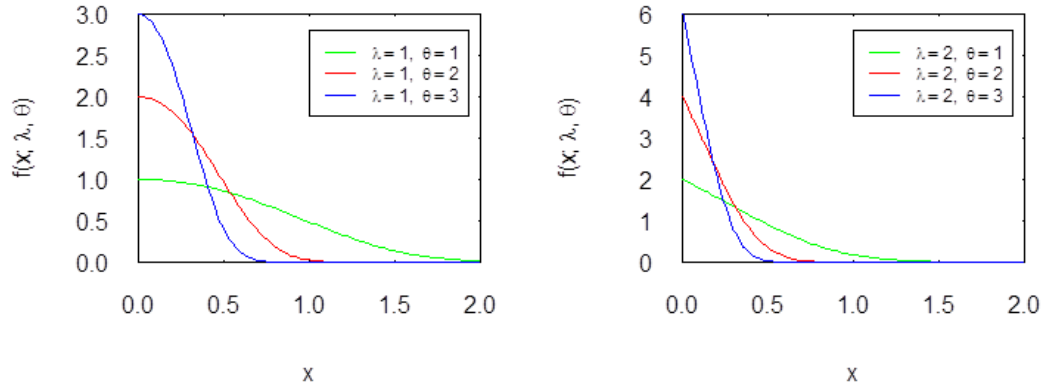 3.0
2.5
2.0
1.5
1.0
0.5
0.0
f(x; λ, θ)
λ = 1, θ = 1
λ = 1, θ = 2
λ = 1, θ = 3
0.0 0.5 1.0 1.5 2.0
x
6
5
4
3
2
1
0
f(x; λ, θ)
λ = 2, θ = 1
λ = 2, θ = 2
λ = 2, θ = 3
0.0 0.5 1.0 1.5 2.0
x